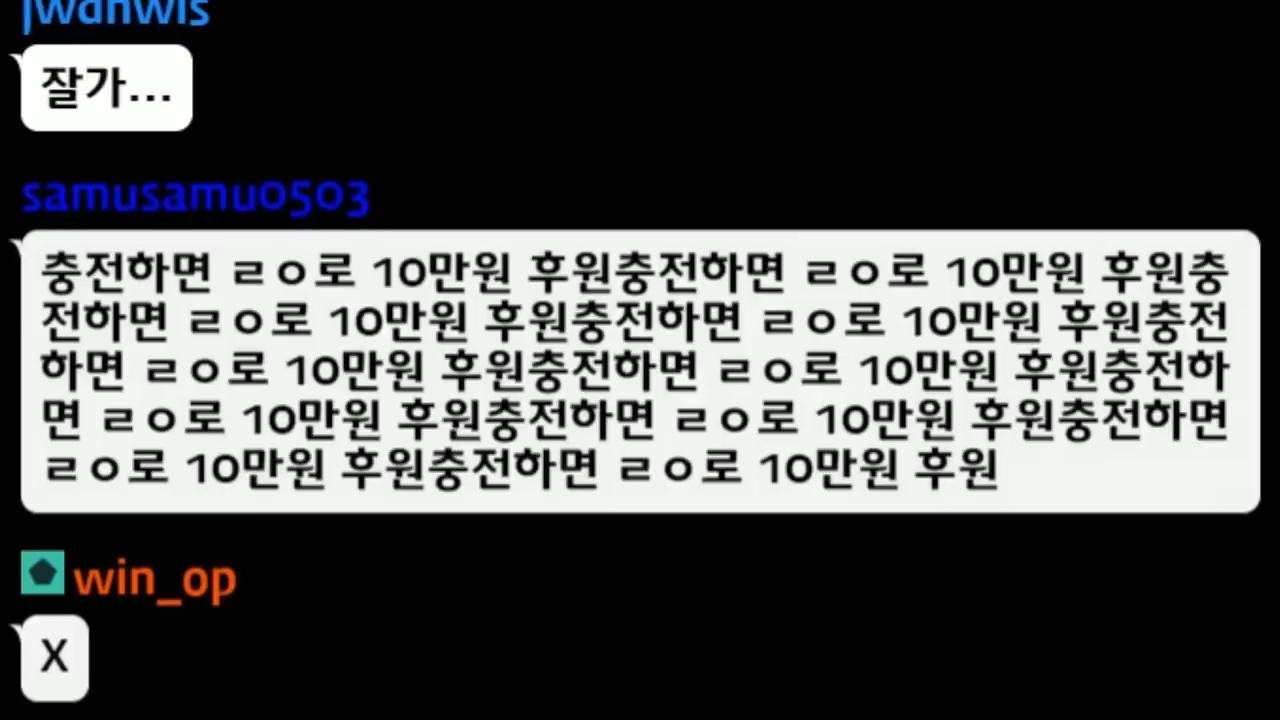 jwdnwls
잘가...
samusamu0503
충전하면 ㄹㅇ로 10만원 후원충전하면 ㄹㅇ로 10만원 후원충
전하면 ㄹㅇ로 10만원 후원충전하면 ㄹㅇ로 10만원 후원충전
하면 ㄹㅇ로 10만원 후원충전하면 ㄹㅇ로 10만원 후원충전하
면 ㄹㅇ로 10만원 후원충전하면 ㄹㅇ로 10만원 후원충전하면
ㄹㅇ로 10만원 후원충전하면 ㄹㅇ로 10만원 후원
win_op
X